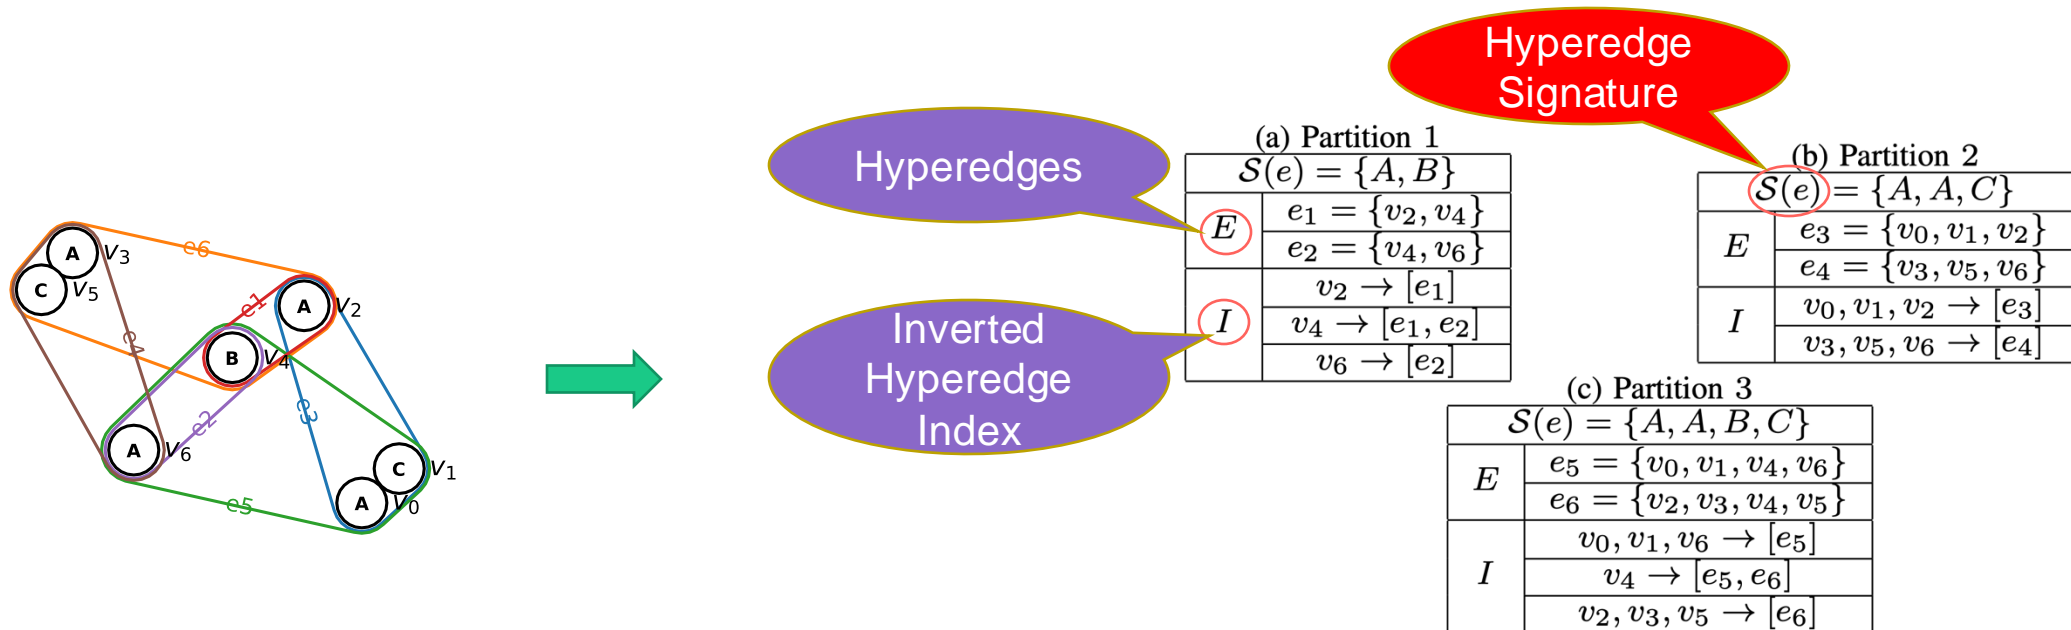 A
v3
C
v5
e6
e4
e1
A
v2
B
v4
e2
e3
A
v6
C
v1
A
v0
e5
Hyperedges
Inverted
Hyperedge
Index
Hyperedge
Signature
(a) Partition 1
S(e) = {A, B}
E
e₁ = {v₂, v₄}
e₂ = {v₄, v₆}
I
v₂ → [e₁]
v₄ → [e₁, e₂]
v₆ → [e₂]
(b) Partition 2
S(e) = {A, A, C}
E
e₃ = {v₀, v₁, v₂}
e₄ = {v₃, v₅, v₆}
I
v₀, v₁, v₂ → [e₃]
v₃, v₅, v₆ → [e₄]
(c) Partition 3
S(e) = {A, A, B, C}
E
e₅ = {v₀, v₁, v₄, v₆}
e₆ = {v₂, v₃, v₄, v₅}
I
v₀, v₁, v₆ → [e₅]
v₄ → [e₅, e₆]
v₂, v₃, v₅ → [e₆]